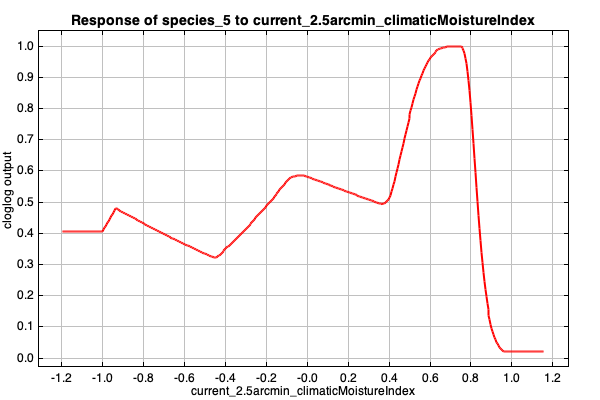 Response of species_5 to current_2.5arcmin_climaticMoistureIndex
cloglog output
1.0
0.9
0.8
0.7
0.6
0.5
0.4
0.3
0.2
0.1
0.0
-1.2 -1.0 -0.8 -0.6 -0.4 -0.2 -0.0 0.2 0.4 0.6 0.8 1.0 1.2
current_2.5arcmin_climaticMoistureIndex